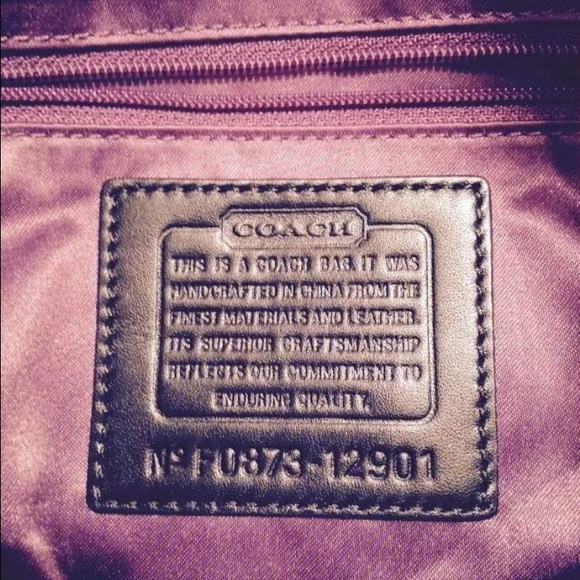 COACH
THIS IS A COACH BAG. IT WAS
HANDCRAFTED IN CHINA FROM THE
FINEST MATERIALS AND LEATHER.
ITS SUPERIOR CRAFTSMANSHIP
REFLECTS OUR COMMITMENT TO
ENDURING QUALITY.
Nº F0873-12901